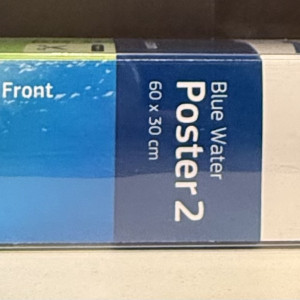 Front
Blue Water
Poster 2
60 x 30 cm